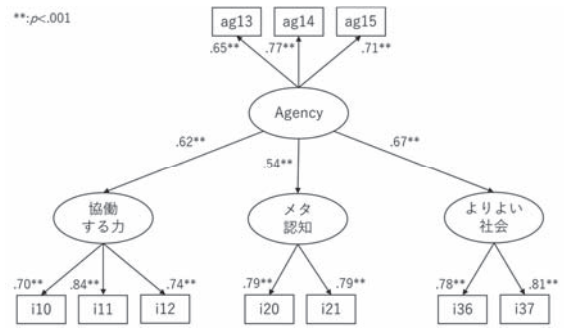 **:p<.001
ag13 ag14 ag15
.65** .77** .71**
Agency
.62** .54** .67**
協働
する力
メタ
認知
よりよい
社会
.70** .84** .74** .79** .79** .78** .81**
i10 i11 i12 i20 i21 i36 i37